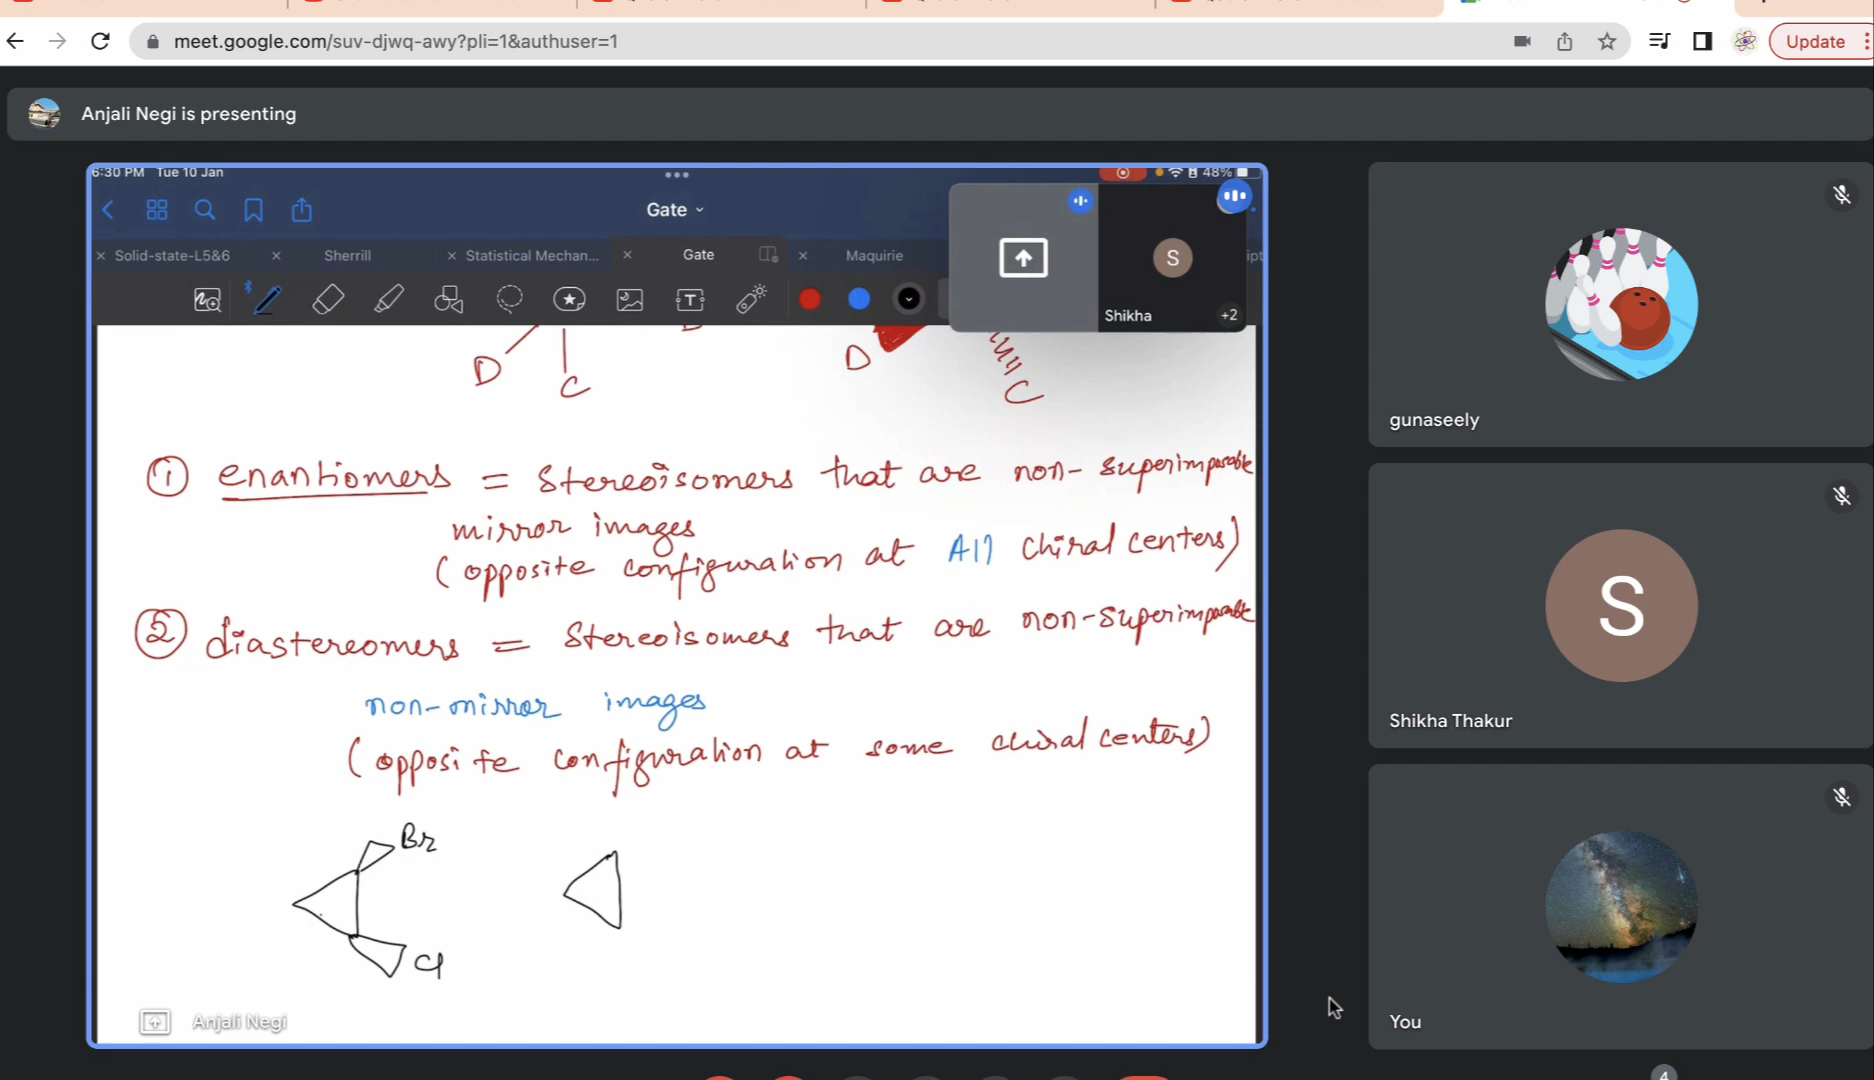 meet.google.com/suv-djwq-awy?pli=1&authuser=1
Update
Anjali Negi is presenting
6:30 PM Tue 10 Jan
48%
Gate
Solid-state-L5&6
Sherrill
Statistical Mechan...
Gate
Maquirie
ipt
T
S
Shikha
+2
D
C
D
C
① enantiomers = Stereoisomers that are non-superimposable
mirror images
(opposite configuration at All chiral centers)
② diastereomers = Stereoisomers that are non-superimposable
non-mirror images
(opposite configuration at some chiral centers)
Br
Cl
Anjali Negi
gunaseely
S
Shikha Thakur
You
4